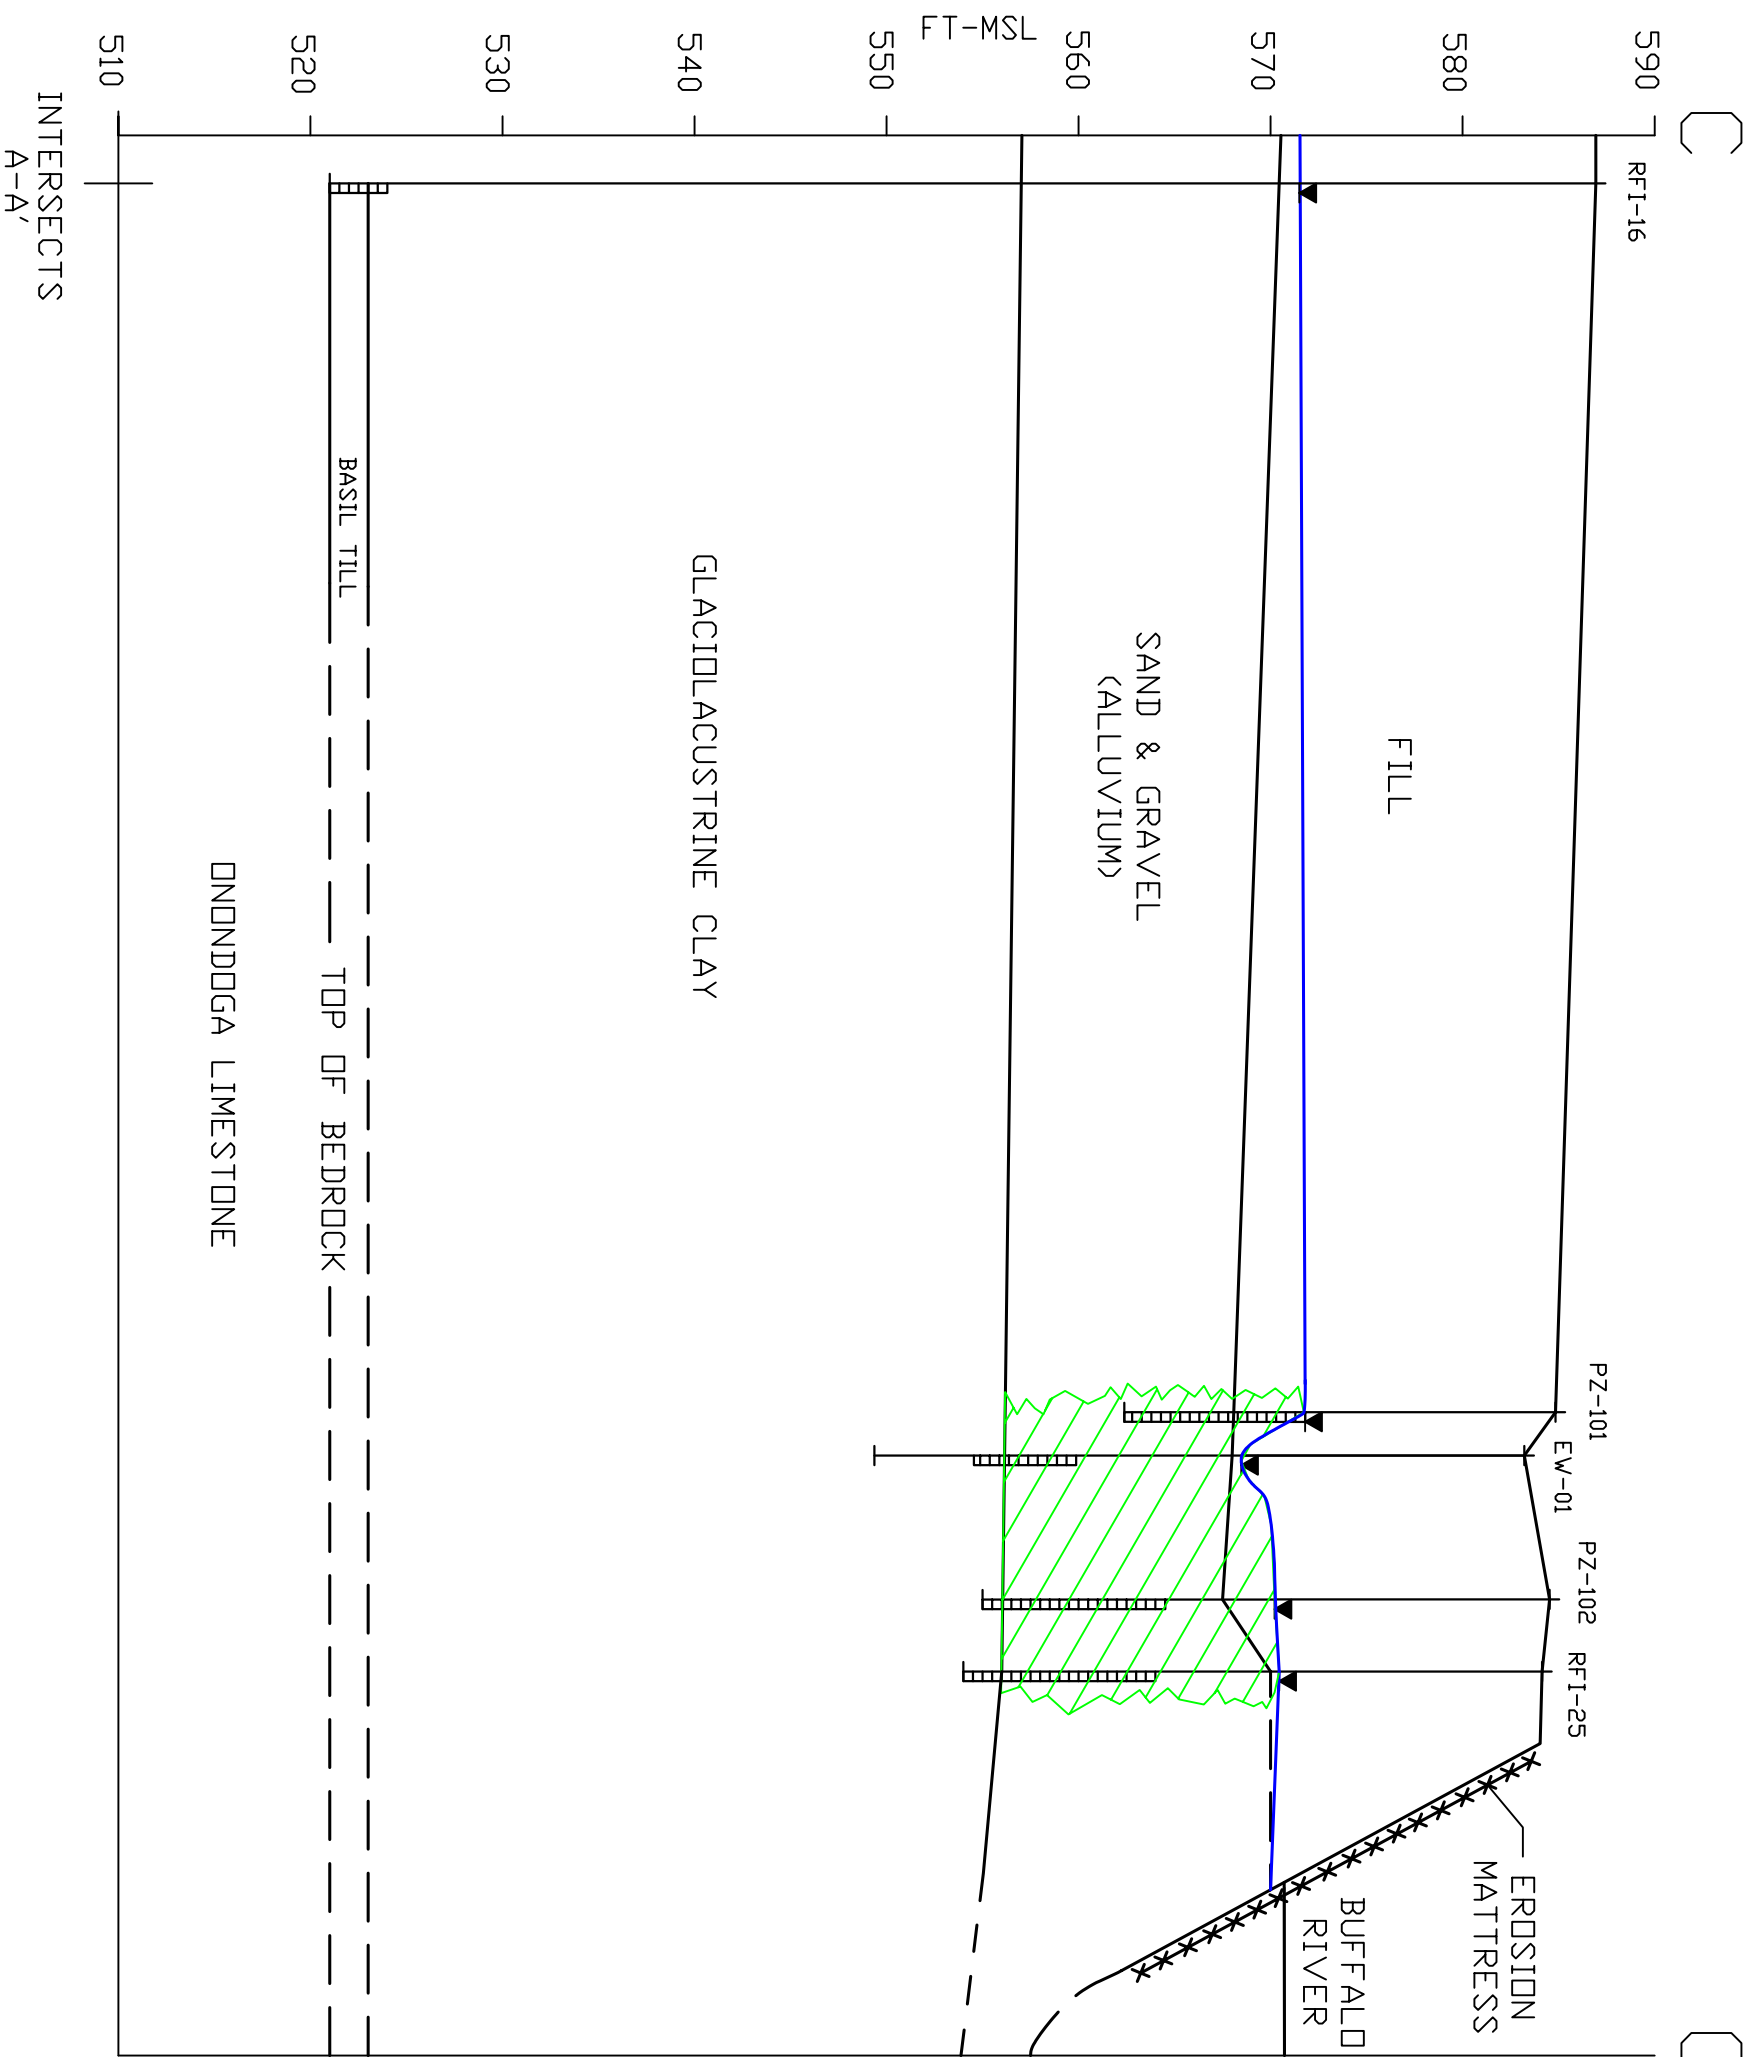 C
C
590
580
570
560
550
540
530
520
510
FT-MSL
RFI-16
PZ-101
EW-01
PZ-102
RFI-25
FILL
EROSION
MATTRESS
BUFFALO
RIVER
SAND & GRAVEL
(ALLUVIUM)
GLACIOLACUSTRINE CLAY
BASIL TILL
TOP OF BEDROCK
ONONDOGA LIMESTONE
INTERSECTS
A-A'